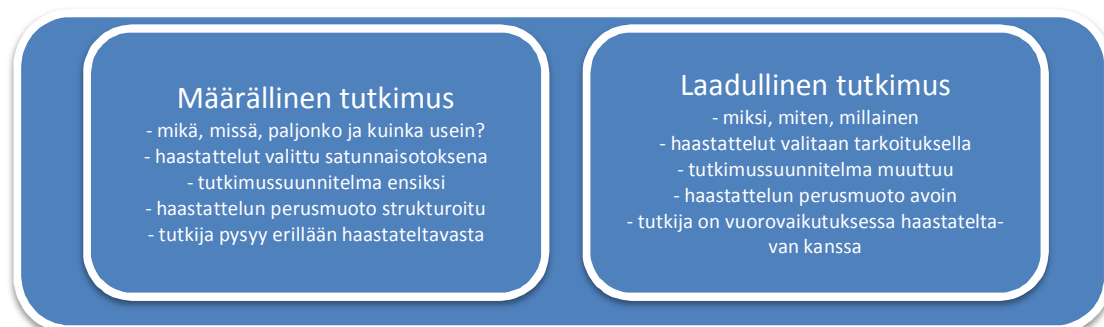 Määrällinen tutkimus
- mikä, missä, paljonko ja kuinka usein?
- haastattelut valittu satunnaisotoksena
- tutkimussuunnitelma ensiksi
- haastattelun perusmuoto strukturoitu
- tutkija pysyy erillään haastateltavasta
Laadullinen tutkimus
- miksi, miten, millainen
- haastattelut valitaan tarkoituksella
- tutkimussuunnitelma muuttuu
- haastattelun perusmuoto avoin
- tutkija on vuorovaikutuksessa haastatelta-
van kanssa